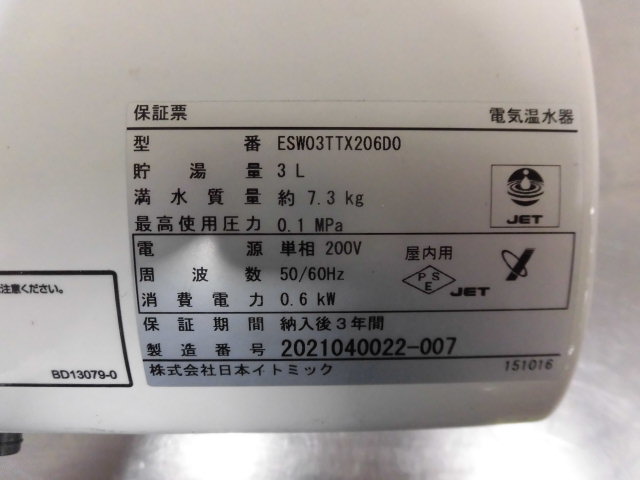 保証票 電気温水器
型番 ESW03TTX206D0
貯湯量 3 L
満水質量 約 7.3 kg
JET
最高使用圧力 0.1 MPa
電源 単相 200V 屋内用
周波数 50/60Hz
PSE JET
消費電力 0.6 kW
保証期間 納入後3年間
製造番号 2021040022-007
株式会社日本イトミック 151016
注意ください。
BD13079-0